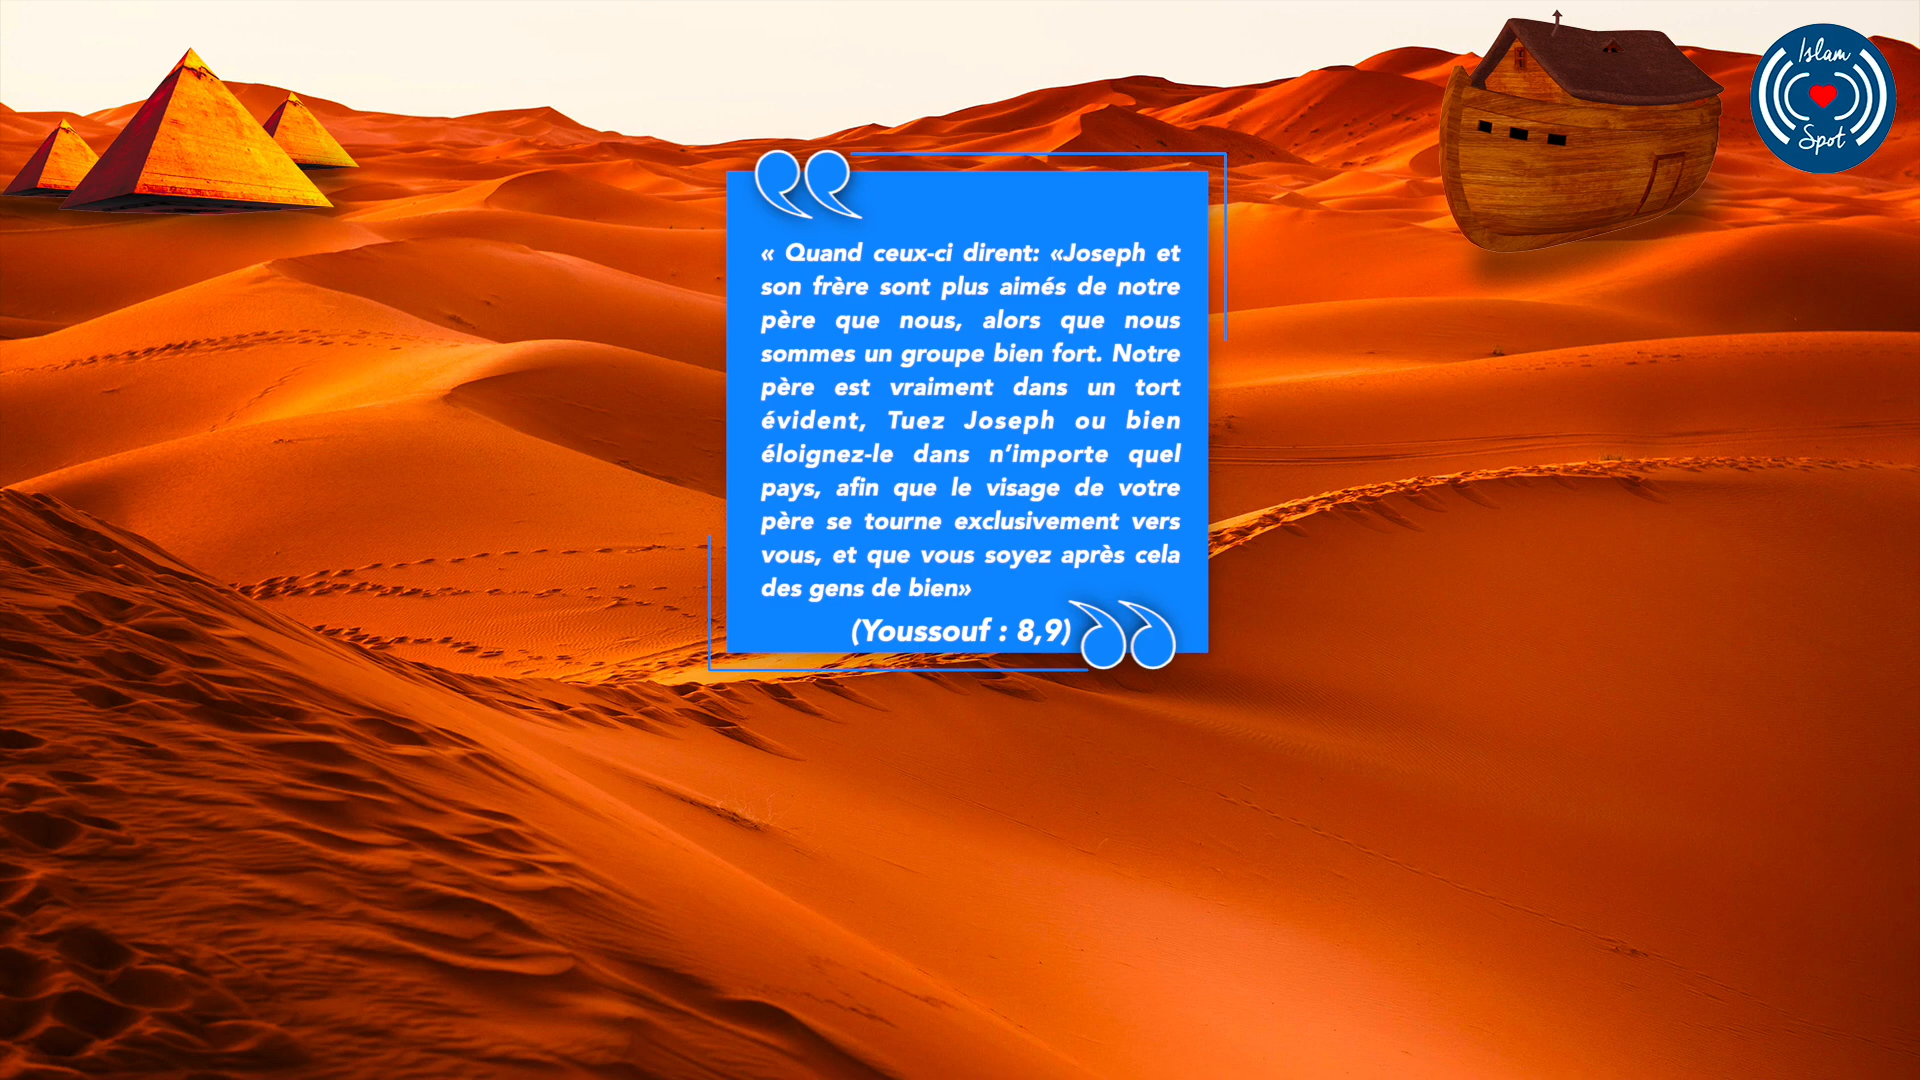 Islam
Spot
« Quand ceux-ci dirent: «Joseph et
son frère sont plus aimés de notre
père que nous, alors que nous
sommes un groupe bien fort. Notre
père est vraiment dans un tort
évident, Tuez Joseph ou bien
éloignez-le dans n’importe quel
pays, afin que le visage de votre
père se tourne exclusivement vers
vous, et que vous soyez après cela
des gens de bien»
(Youssouf : 8,9)